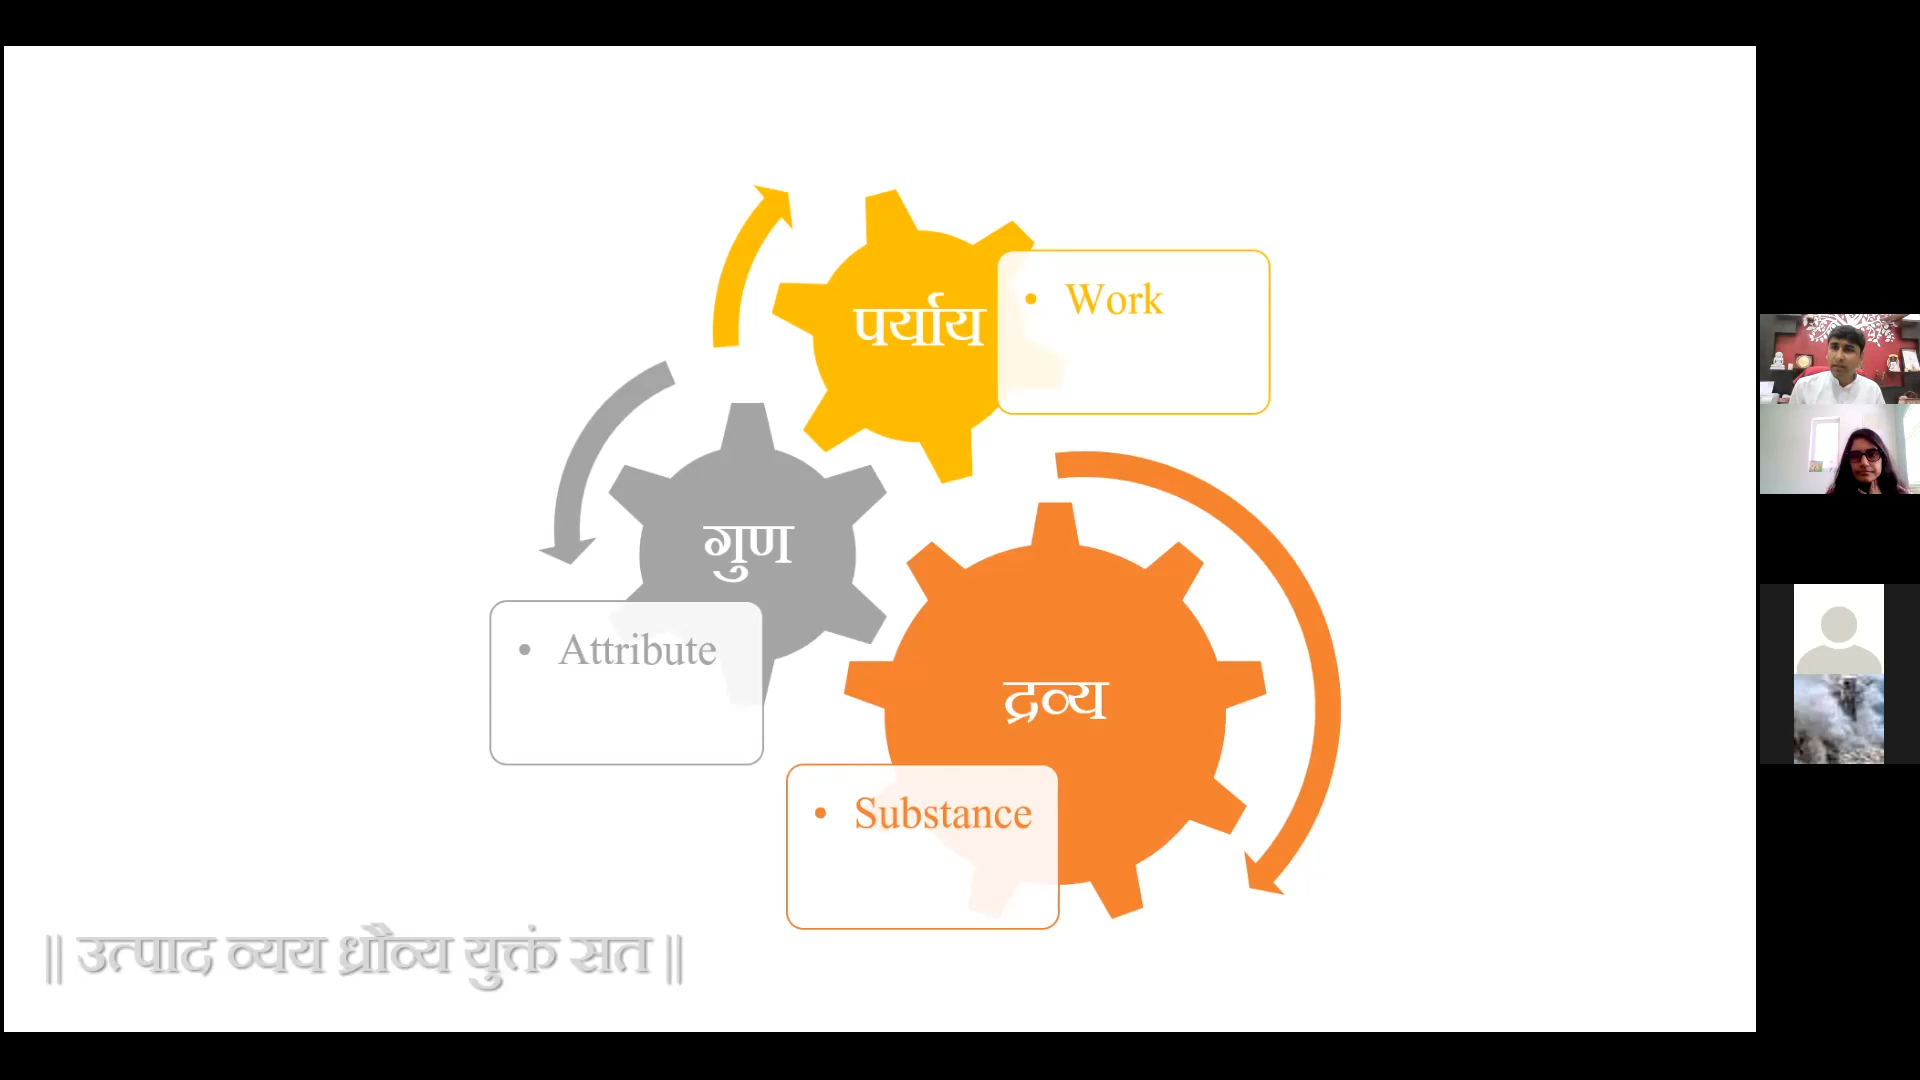 पर्याय
• Work
गुण
• Attribute
द्रव्य
• Substance
|| उत्पाद व्यय ध्रौव्य युक्तं सत ||